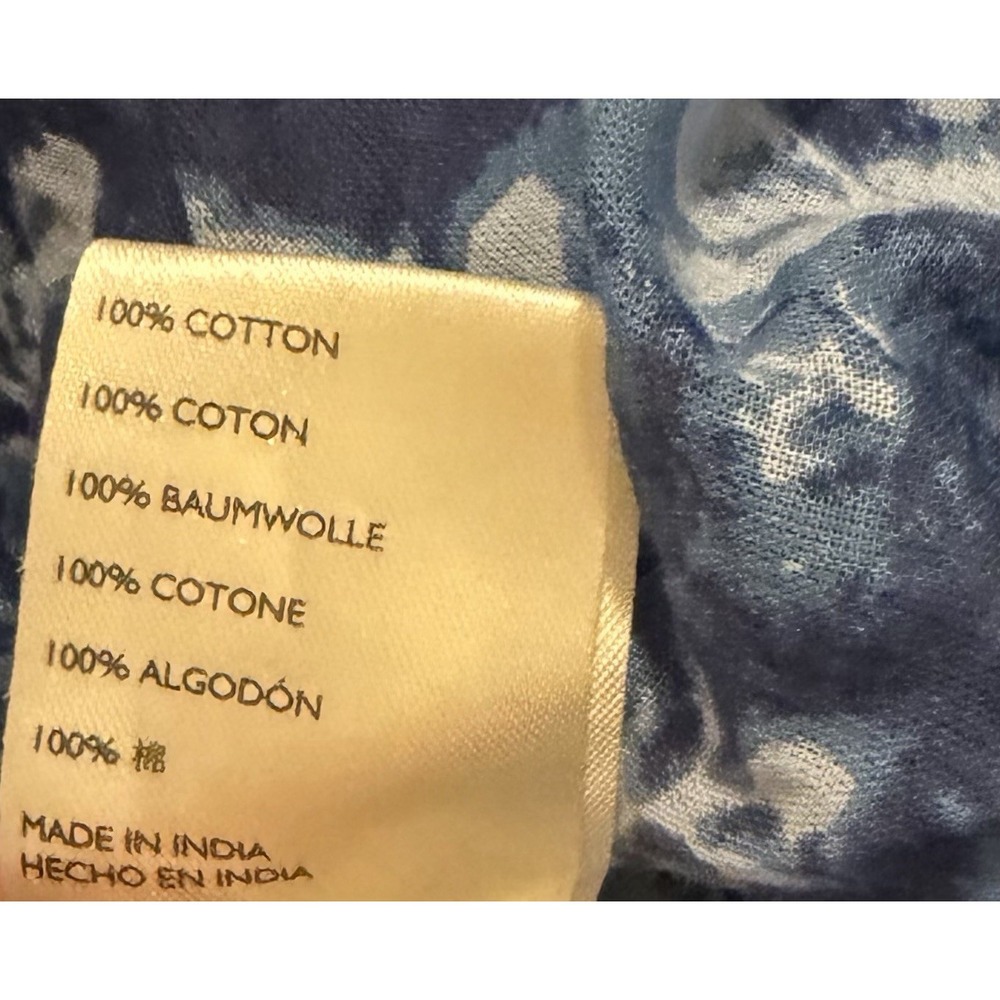 100% COTTON
100% COTON
100% BAUMWOLLE
100% COTONE
100% ALGODÓN
100% 棉
MADE IN INDIA
HECHO EN INDIA